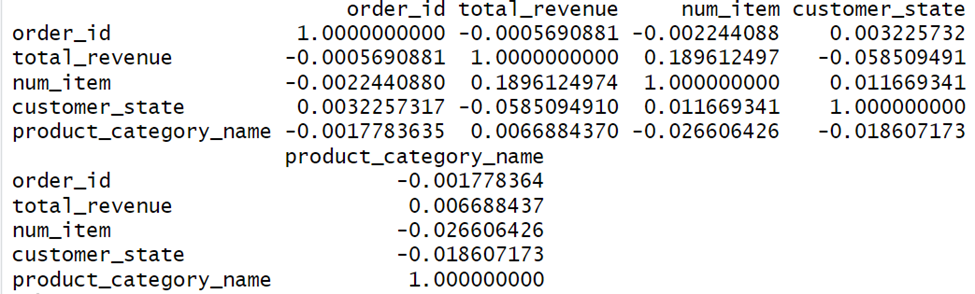 order_id total_revenue num_item customer_state
order_id 1.0000000000 -0.0005690881 -0.002244088 0.003225732
total_revenue -0.0005690881 1.0000000000 0.189612497 -0.058509491
num_item -0.0022440880 0.1896124974 1.000000000 0.011669341
customer_state 0.0032257317 -0.0585094910 0.011669341 1.000000000
product_category_name -0.0017783635 0.0066884370 -0.026606426 -0.018607173
product_category_name
order_id -0.001778364
total_revenue 0.006688437
num_item -0.026606426
customer_state -0.018607173
product_category_name 1.000000000